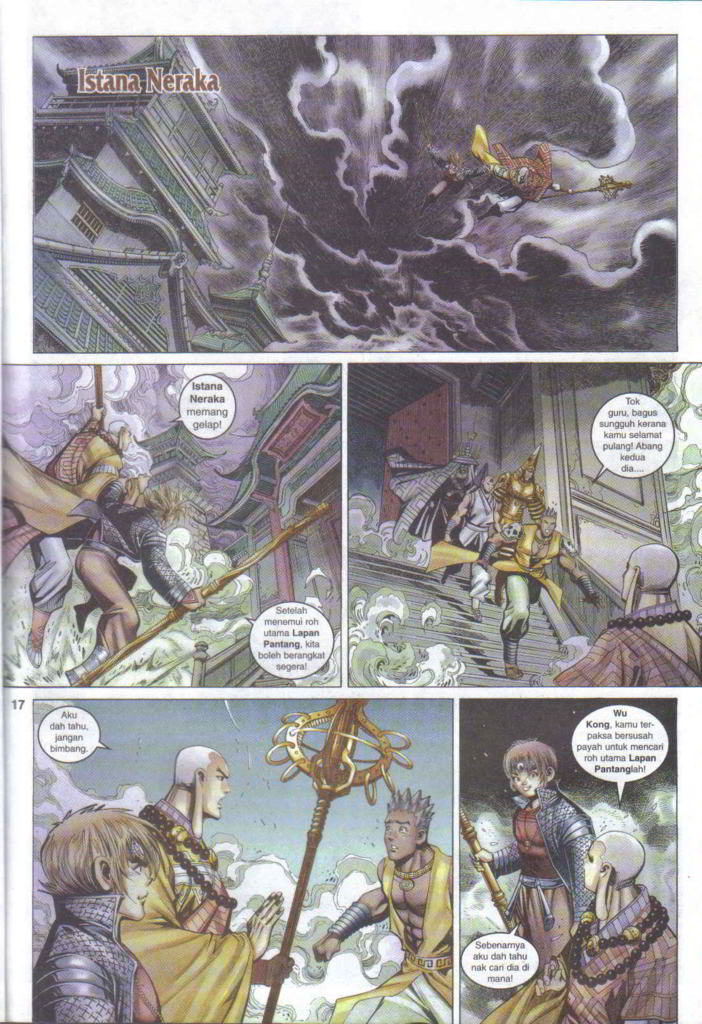 Istana Neraka
Istana
Neraka
memang
gelap!
Setelah
menemui roh
utama Lapan
Pantang, kita
boleh berangkat
segera!
Tok
guru, bagus
sungguh kerana
kamu selamat
pulang! Abang
kedua
dia....
17
Aku
dah tahu,
jangan
bimbang.
Wu
Kong, kamu ter-
paksa bersusah
payah untuk mencari
roh utama Lapan
Pantanglah!
Sebenarnya
aku dah tahu
nak cari dia di
mana!